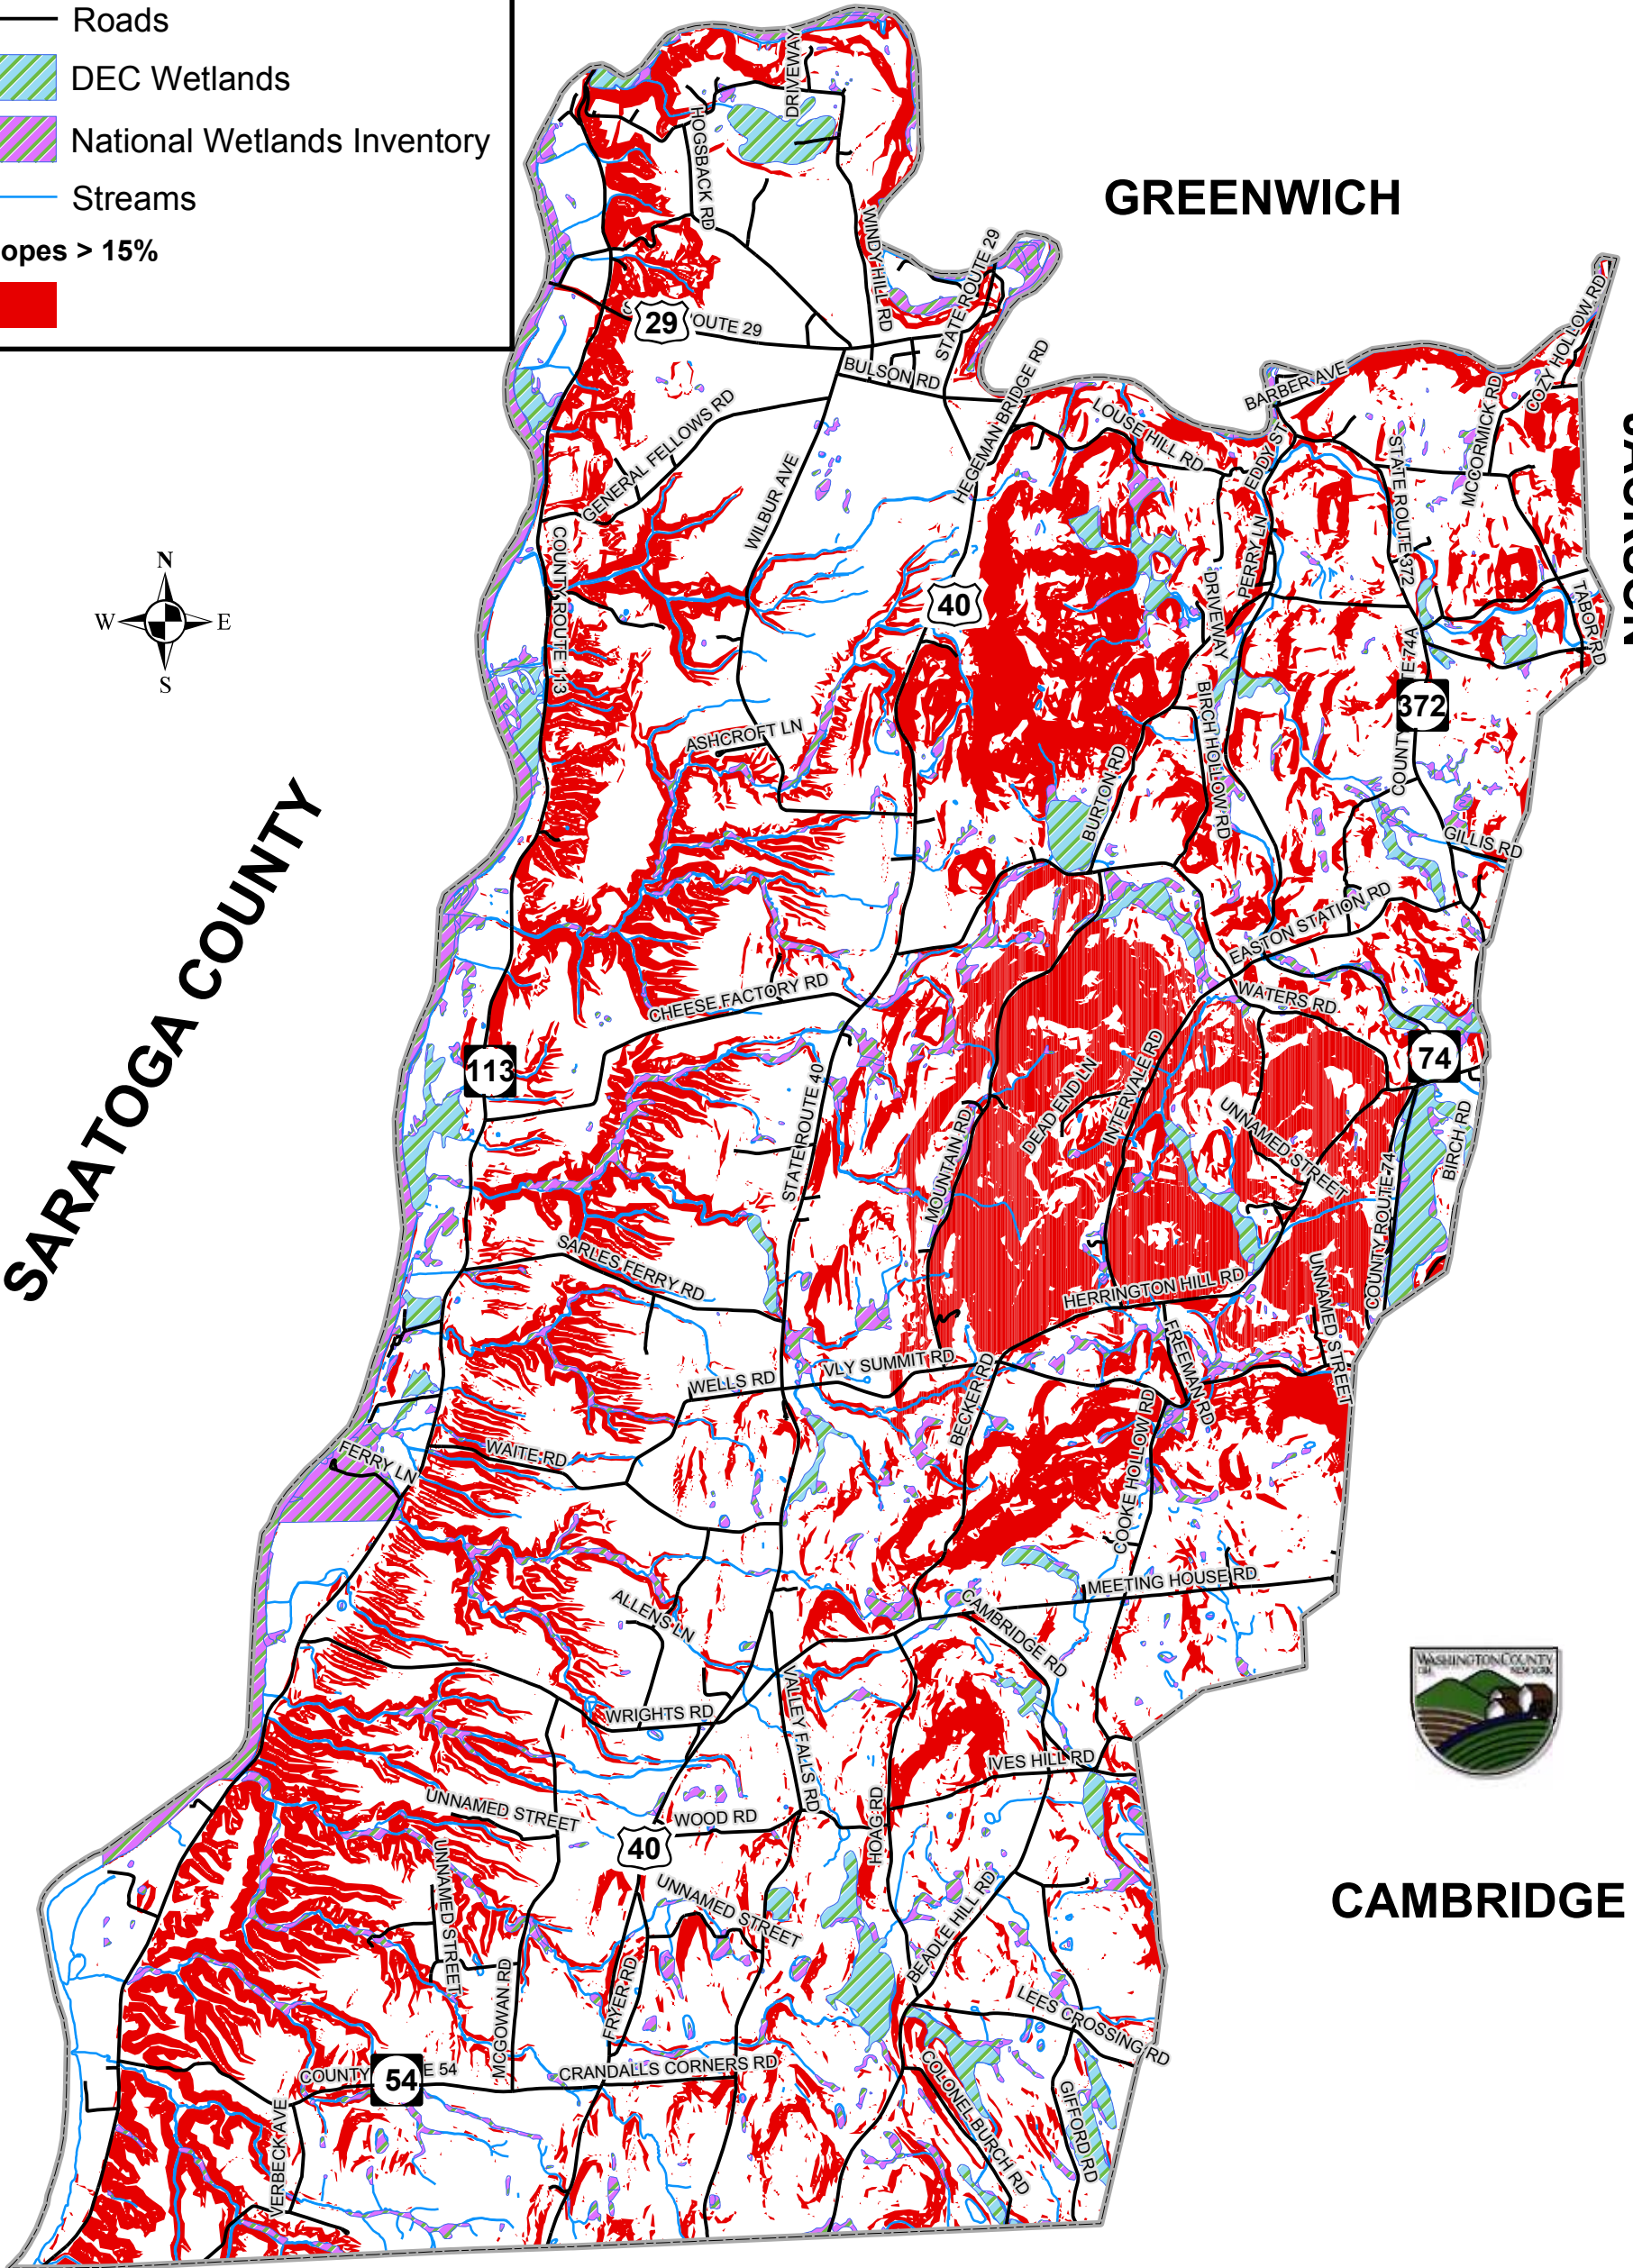 Roads
DEC Wetlands
National Wetlands Inventory
Streams
opes > 15%
GREENWICH
SARATOGA COUNTY
CAMBRIDGE
N
W E
S
WASHINGTON COUNTY
NEW YORK
DRIVEWAY
HOGSBACK RD
WINDY HILL RD
STATE ROUTE 29
29
OUTE 29
BULSON RD
HEGEMAN BRIDGE RD
LOUSE HILL RD
BARBER AVE
EDDY ST
COZY HOLLOW RD
MCCORMICK RD
STATE ROUTE 372
GENERAL FELLOWS RD
WILBUR AVE
COUNTY ROUTE 113
40
PERRY LN
DRIVEWAY
TABOR RD
TE 74A
372
COUNT
BIRCH HOLLOW RD
ASHCROFT LN
BURTON RD
GILLIS RD
EASTON STATION RD
WATERS RD
CHEESE FACTORY RD
113
74
STATE ROUTE 40
MOUNTAIN RD
DEAD END LN
INTERVALE RD
UNNAMED STREET
BIRCH RD
COUNTY ROUTE 74
SARLES FERRY RD
HERRINGTON HILL RD
UNNAMED STREET
FREEMAN RD
VLY SUMMIT RD
WELLS RD
BECKER RD
COOKE HOLLOW RD
WAITE RD
FERRY LN
MEETING HOUSE RD
ALLENS LN
CAMBRIDGE RD
VALLEY FALLS RD
WRIGHTS RD
IVES HILL RD
UNNAMED STREET
WOOD RD
HOAG RD
40
UNNAMED STREET
UNNAMED STREET
BEADLE HILL RD
MCGOWAN RD
FRYER RD
LEES CROSSING RD
COUNTY
54
E 54
CRANDALLS CORNERS RD
COLONEL BURCH RD
GIFFORD RD
VERBECK AVE